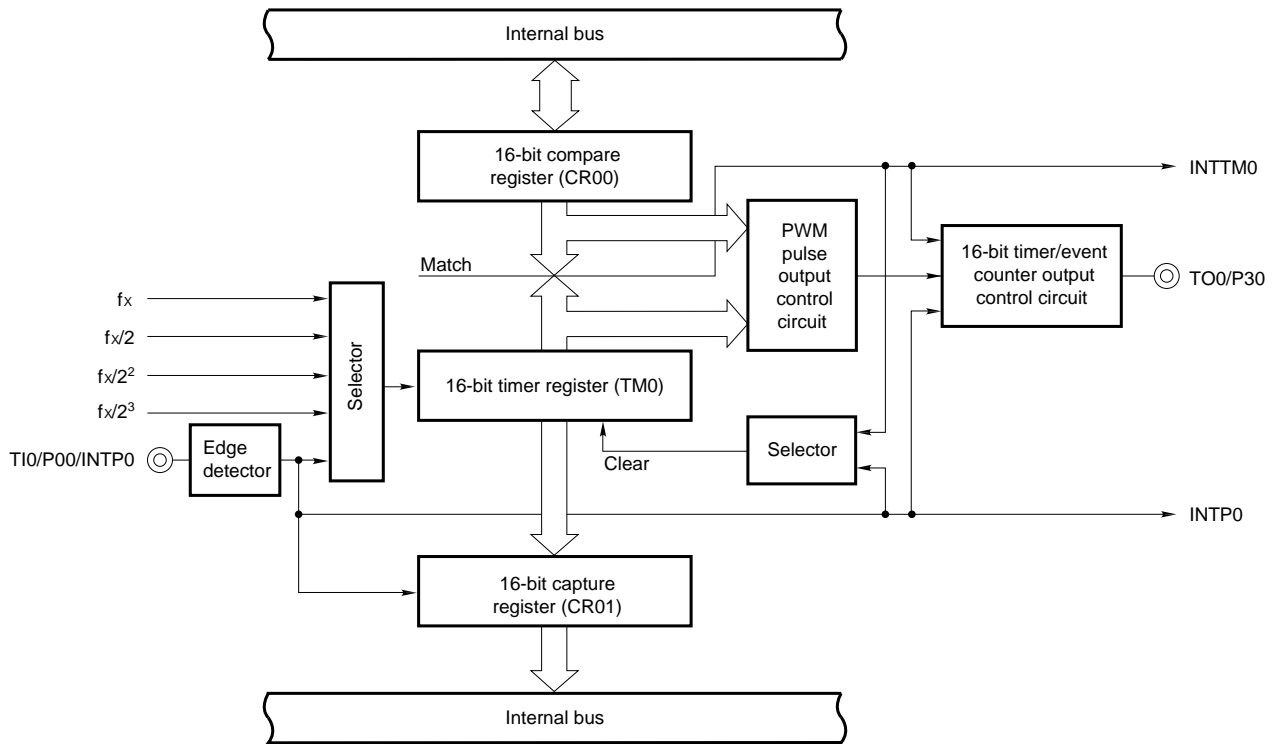 Internal bus
16-bit compare
register (CR00)
INTTM0
PWM
pulse
output
control
circuit
16-bit timer/event
counter output
control circuit
TO0/P30
Match
fX
fX/2
fX/2²
fX/2³
Selector
16-bit timer register (TM0)
TI0/P00/INTP0
Edge
detector
Clear
Selector
INTP0
16-bit capture
register (CR01)
Internal bus